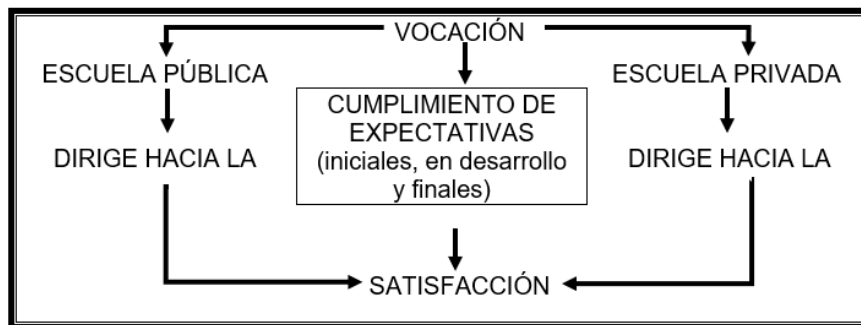 VOCACIÓN
ESCUELA PÚBLICA
ESCUELA PRIVADA
CUMPLIMIENTO DE
EXPECTATIVAS
(iniciales, en desarrollo
y finales)
DIRIGE HACIA LA
DIRIGE HACIA LA
SATISFACCIÓN